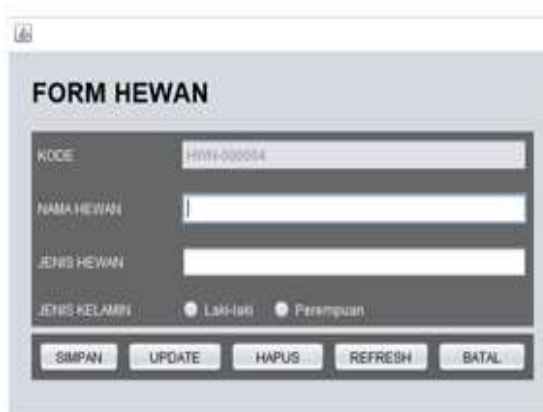 FORM HEWAN
KODE HWN-000004
NAMA HEWAN
JENIS HEWAN
JENIS KELAMIN Laki-laki Perempuan
SIMPAN UPDATE HAPUS REFRESH BATAL